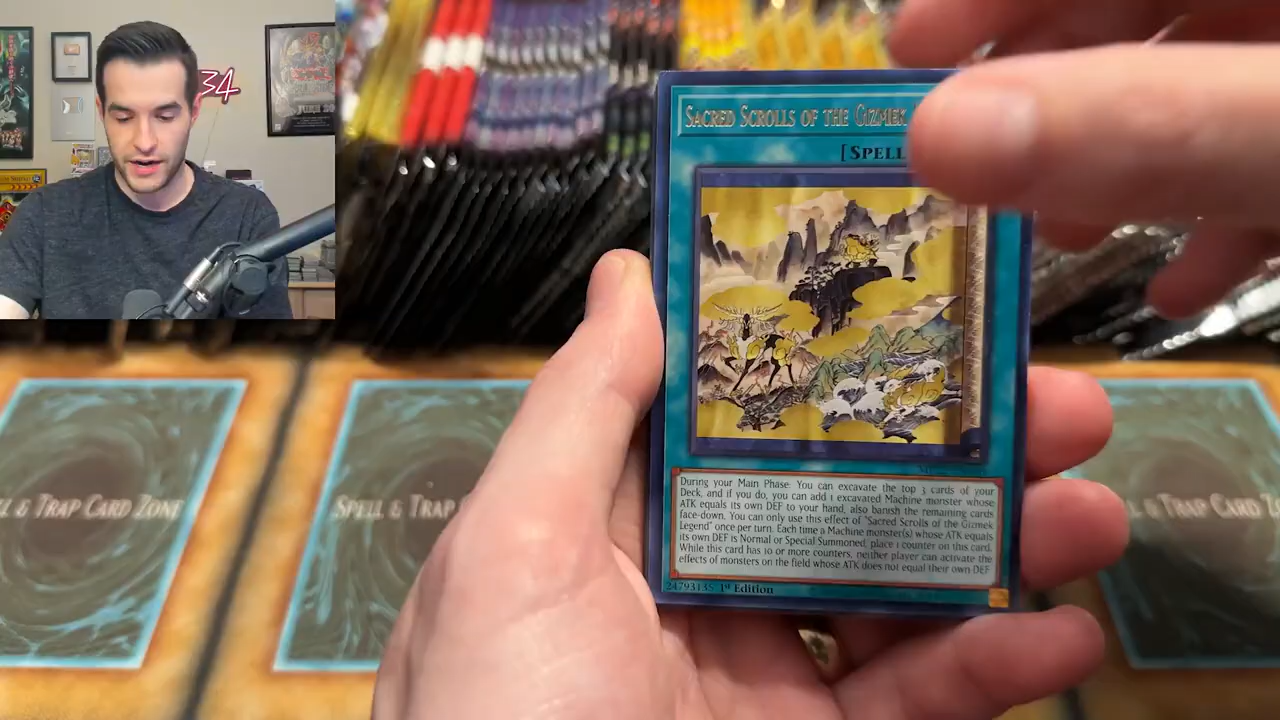 34
JUNE 20
SACRED SCROLLS OF THE GIZMEK
[SPELL
During your Main Phase: You can excavate the top 3 cards of your
Deck, and if you do, you can add 1 excavated Machine monster whose
ATK equals its own DEF to your hand, also banish the remaining cards
face-down. You can only use this effect of "Sacred Scrolls of the Gizmek
Legend" once per turn. Each time a Machine monster(s) whose ATK equals
its own DEF is Normal or Special Summoned, place 1 counter on this card.
While this card has 10 or more counters, neither player can activate the
effects of monsters on the field whose ATK does not equal their own DEF.
24793135 1st Edition
LL & TRAP CARD ZONE
SPELL & TRAP C
SPELL & TRAP CARD Z